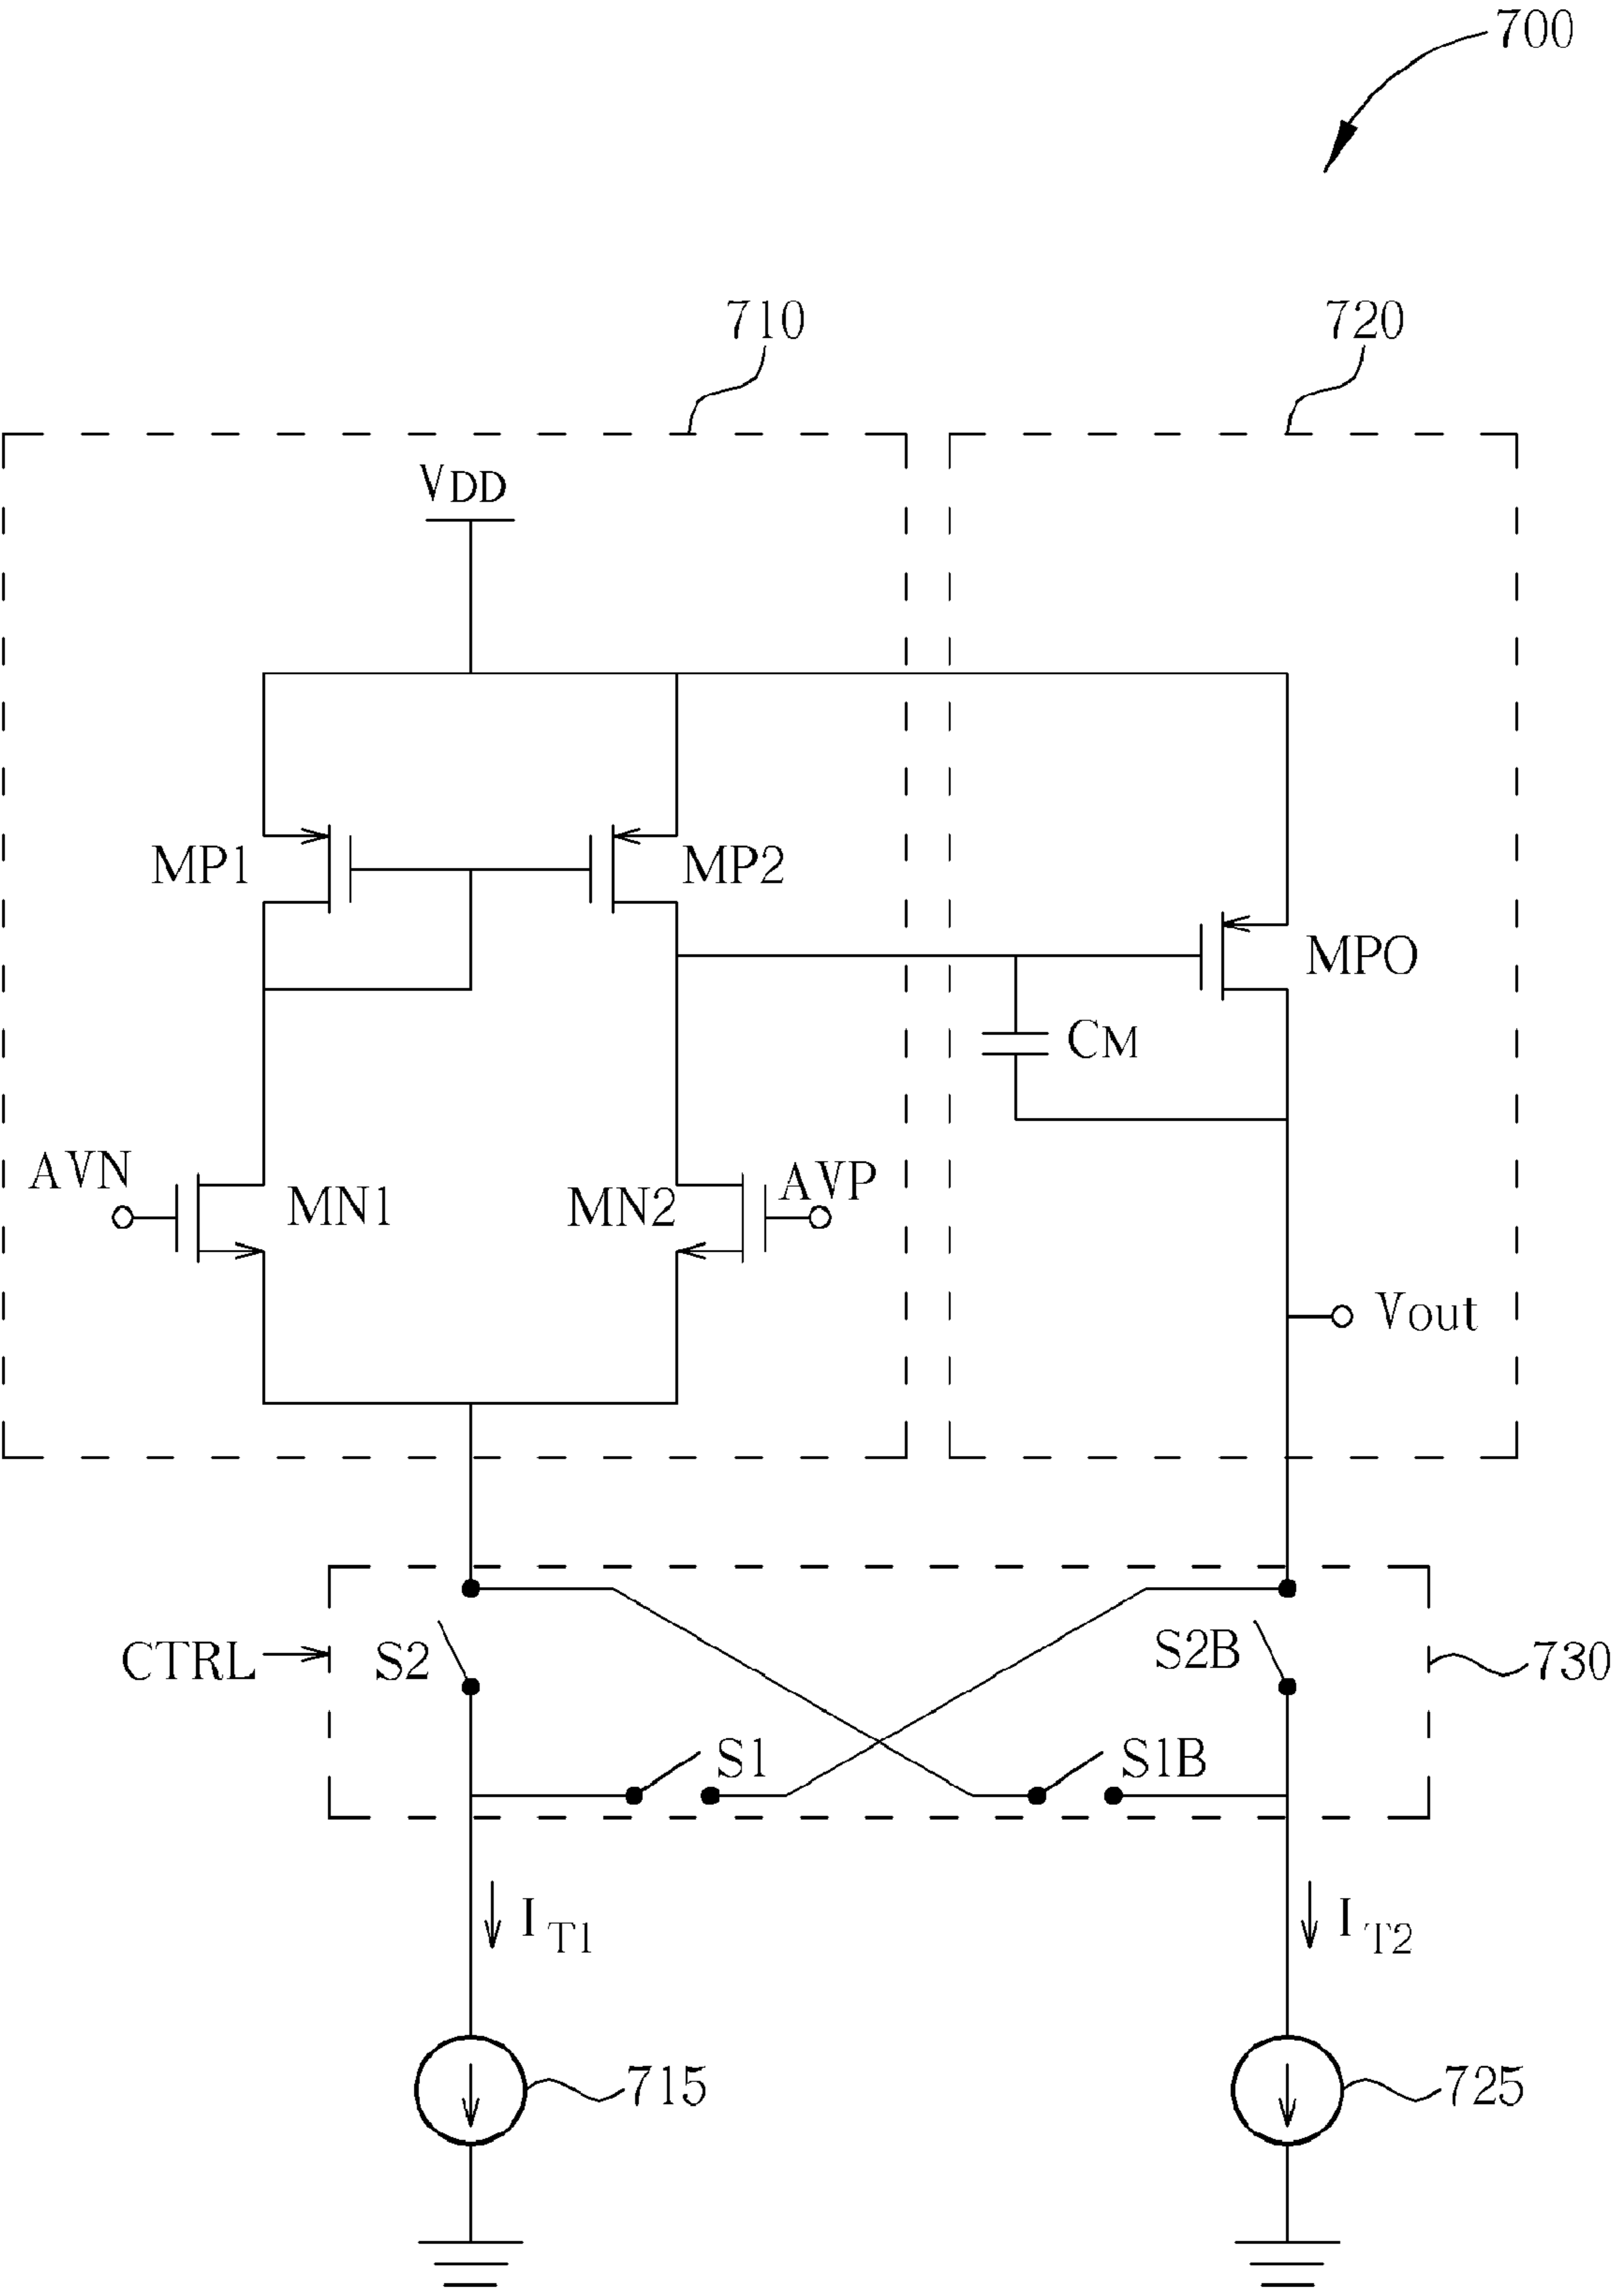 700
710
720
VDD
MP1
MP2
MPO
CM
AVN
MN1
MN2
AVP
Vout
CTRL
S2
S2B
730
S1
S1B
IT1
IT2
715
725